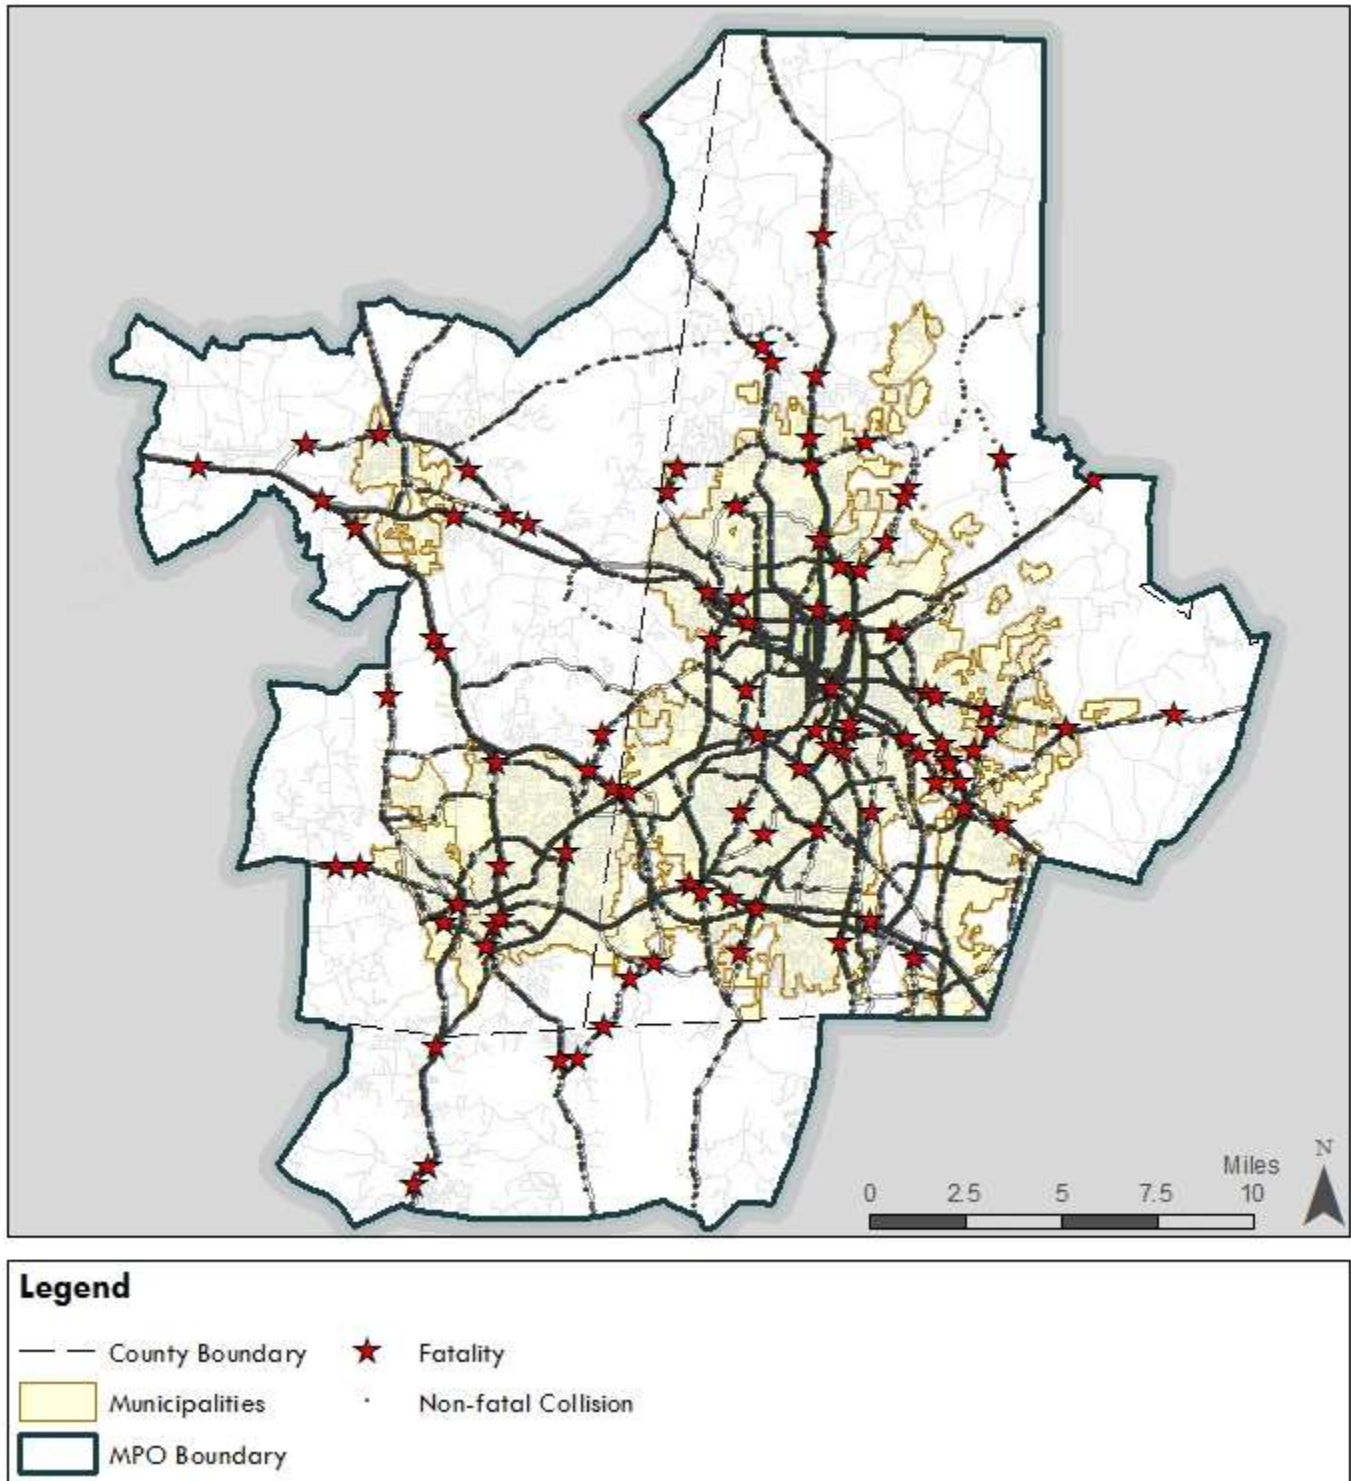 N
Miles
0 2.5 5 7.5 10
Legend
County Boundary Fatality
Municipalities Non-fatal Collision
MPO Boundary